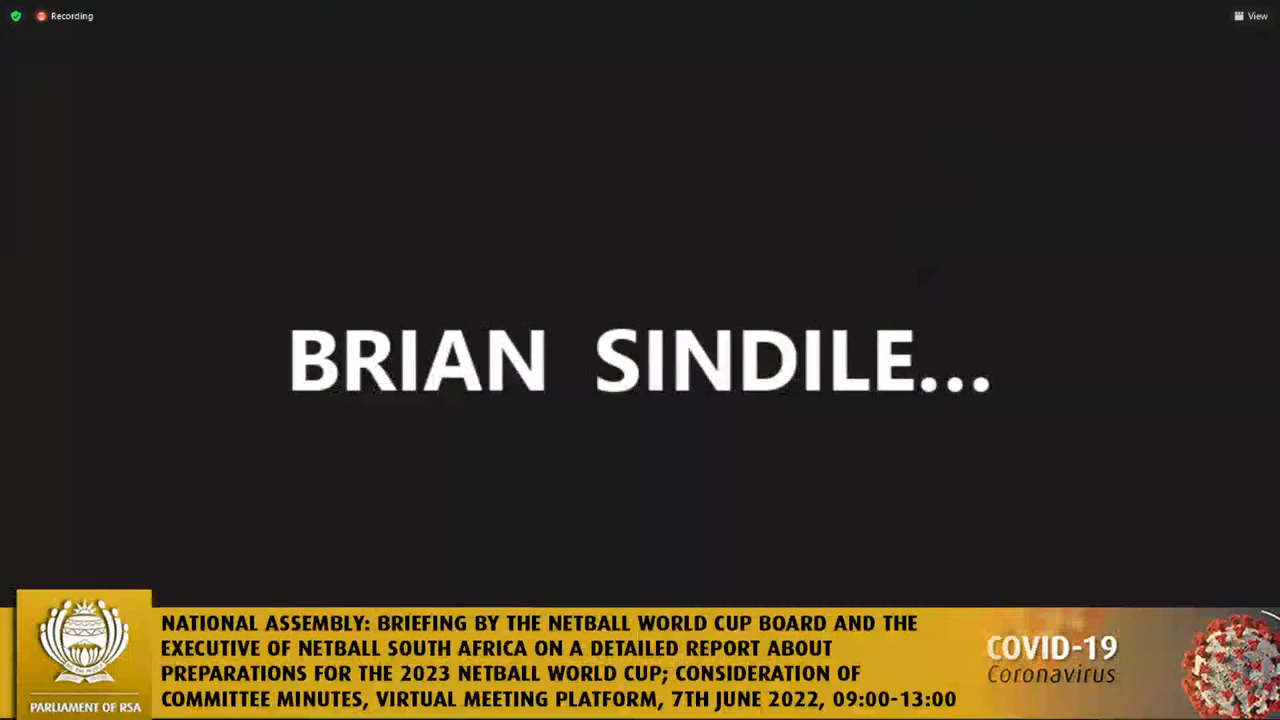 Recording
View
BRIAN SINDILE...
NATIONAL ASSEMBLY: BRIEFING BY THE NETBALL WORLD CUP BOARD AND THE
EXECUTIVE OF NETBALL SOUTH AFRICA ON A DETAILED REPORT ABOUT
PREPARATIONS FOR THE 2023 NETBALL WORLD CUP; CONSIDERATION OF
COMMITTEE MINUTES, VIRTUAL MEETING PLATFORM, 7TH JUNE 2022, 09:00-13:00
PARLIAMENT OF RSA
COVID-19
Coronavirus